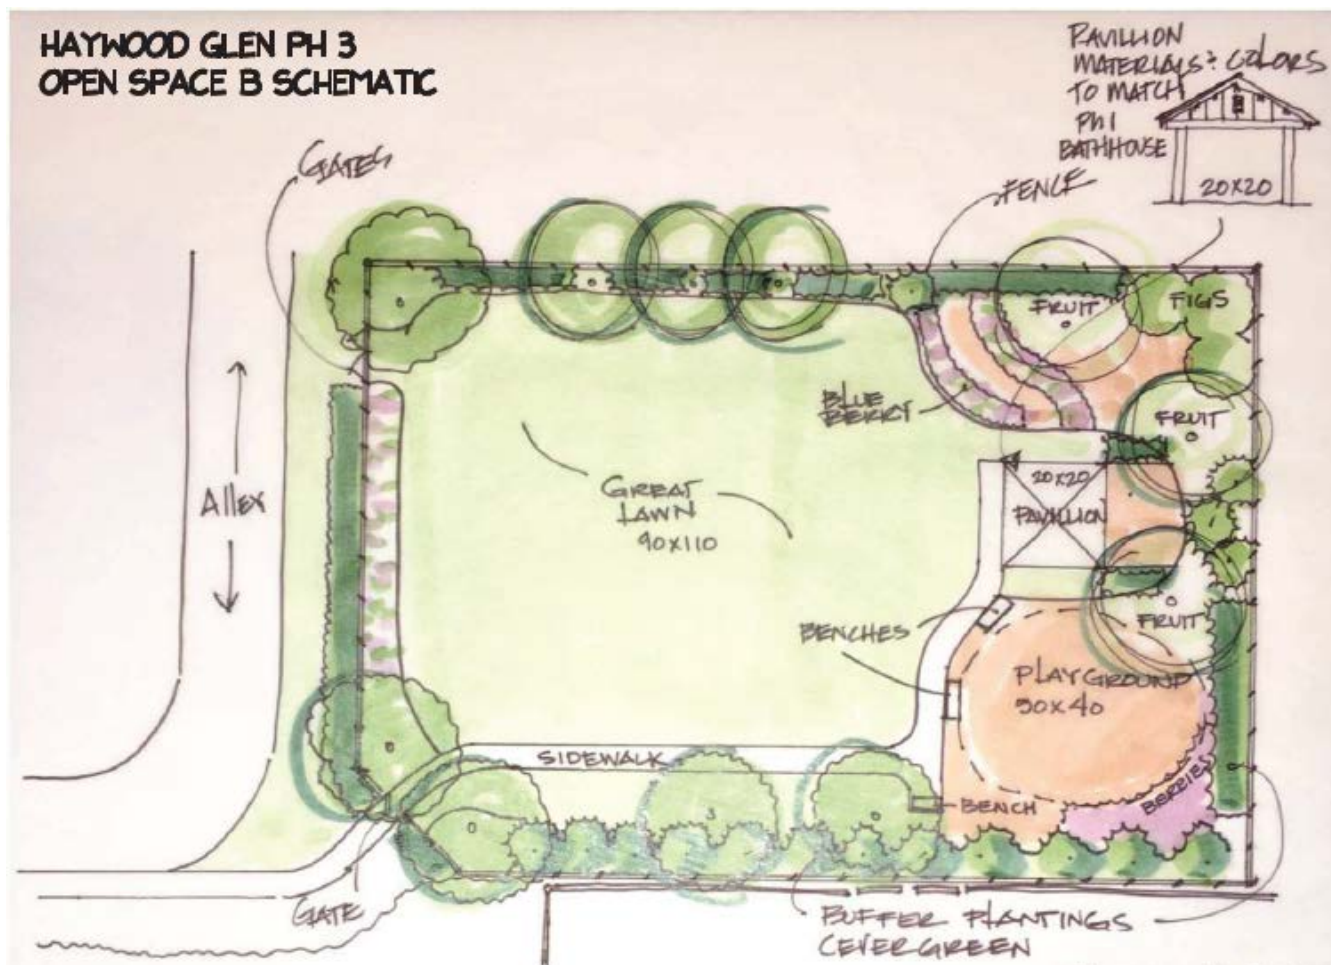 HAYWOOD GLEN PH 3
OPEN SPACE B SCHEMATIC
PAVILLION
MATERIALS & COLORS
TO MATCH
PH 1
BATHHOUSE
20X20
GATES
FENCE
FRUIT
FIGS
BLUE
BERRY
FRUIT
Alley
GREAT
LAWN
90X110
20X20
PAVILLION
BENCHES
FRUIT
PLAYGROUND
50X40
SIDEWALK
BERRIES
BENCH
GATE
BUFFER PLANTINGS
EVERGREEN